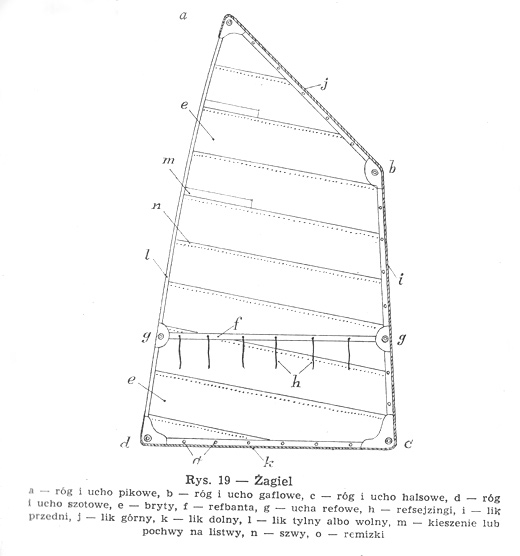 a
j
e
b
m
n
l
i
g
f
g
h
e
d
o
k
c
Rys. 19 — Żagiel
a — róg i ucho pikowe, b — róg i ucho gaflowe, c — róg i ucho halsowe, d — róg
i ucho szotowe, e — bryty, f — refbanta, g — ucha refowe, h — refsejzingi, i — lik
przedni, j — lik górny, k — lik dolny, l — lik tylny albo wolny, m — kieszenie lub
pochwy na listwy, n — szwy, o — remizki